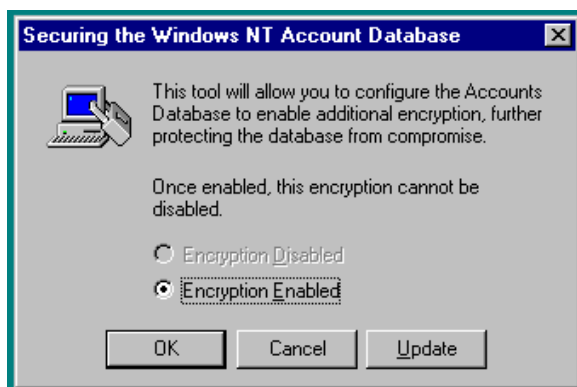 Securing the Windows NT Account Database
This tool will allow you to configure the Accounts
Database to enable additional encryption, further
protecting the database from compromise.
Once enabled, this encryption cannot be
disabled.
Encryption Disabled
Encryption Enabled
OK Cancel Update